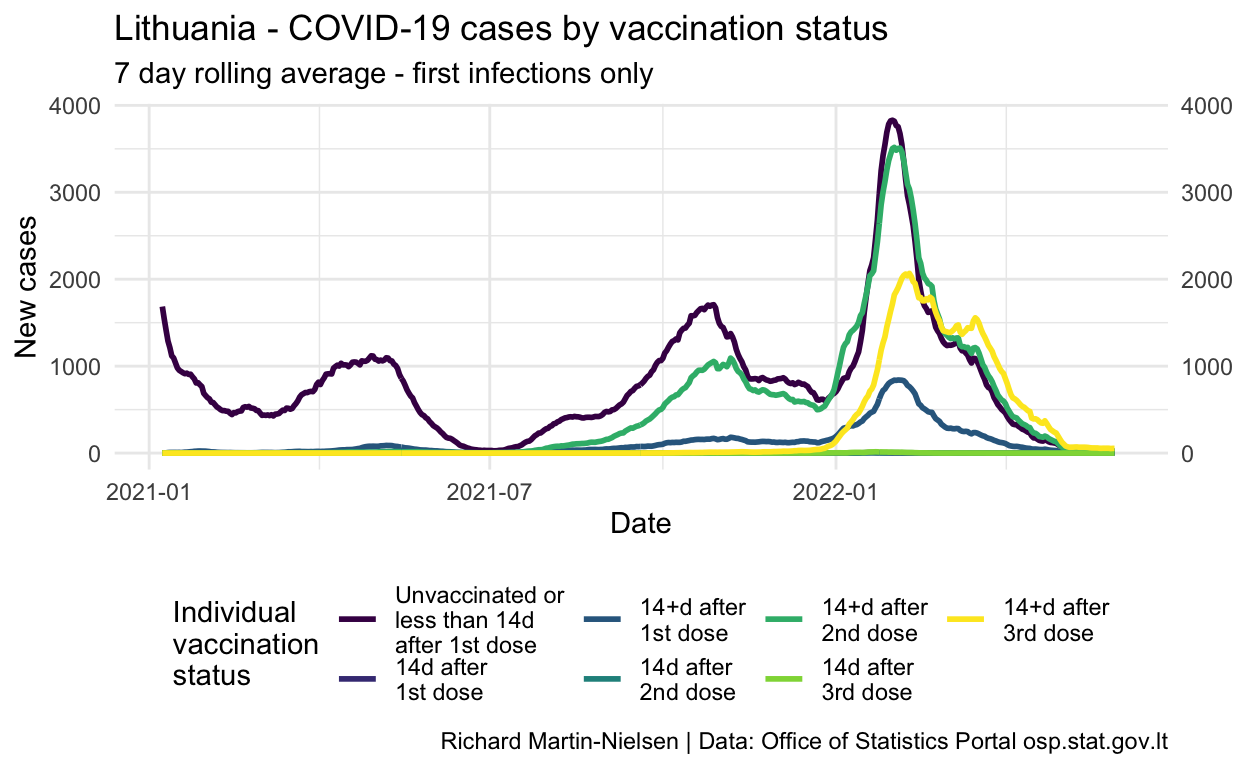 Lithuania - COVID-19 cases by vaccination status
7 day rolling average - first infections only
4000
3000
2000
1000
0
New cases
4000
3000
2000
1000
0
2021-01
2021-07
2022-01
Date
Individual
vaccination
status
Unvaccinated or
less than 14d
after 1st dose
14d after
1st dose
14+d after
1st dose
14d after
2nd dose
14+d after
2nd dose
14d after
3rd dose
14+d after
3rd dose
Richard Martin-Nielsen | Data: Office of Statistics Portal osp.stat.gov.lt